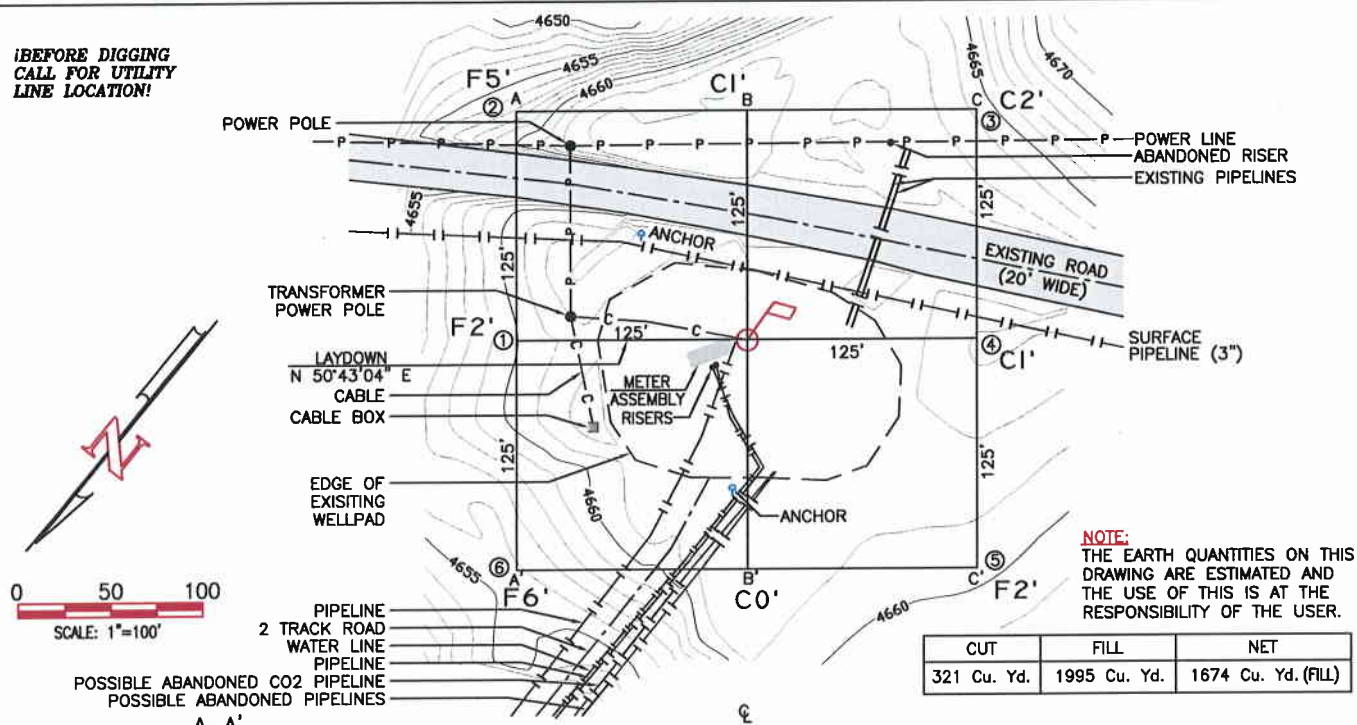 ¡BEFORE DIGGING
CALL FOR UTILITY
LINE LOCATION!
4650
4655
4660
4665
4670
F5'
C1'
C2'
② A
B
C
③
POWER POLE
P P P P P P P P P P P P P P
POWER LINE
ABANDONED RISER
EXISTING PIPELINES
4655
125'
125'
125'
P
P
P
ANCHOR
EXISTING ROAD
(20' WIDE)
TRANSFORMER
POWER POLE
F2'
①
C C
125'
125'
④
C1'
SURFACE
PIPELINE (3")
LAYDOWN
N 50°43'04" E
CABLE
C
C
CABLE BOX
METER
ASSEMBLY
RISERS
125'
125'
EDGE OF
EXISITING
WELLPAD
4660
ANCHOR
N
NOTE:
THE EARTH QUANTITIES ON THIS
DRAWING ARE ESTIMATED AND
THE USE OF THIS IS AT THE
RESPONSIBILITY OF THE USER.
4655
⑥ A'
B'
C'
⑤
F6'
C0'
F2'
4660
0 50 100
SCALE: 1"=100'
PIPELINE
2 TRACK ROAD
WATER LINE
PIPELINE
POSSIBLE ABANDONED CO2 PIPELINE
POSSIBLE ABANDONED PIPELINES
CUT FILL NET
321 Cu. Yd. 1995 Cu. Yd. 1674 Cu. Yd. (FILL)
A A'
℄